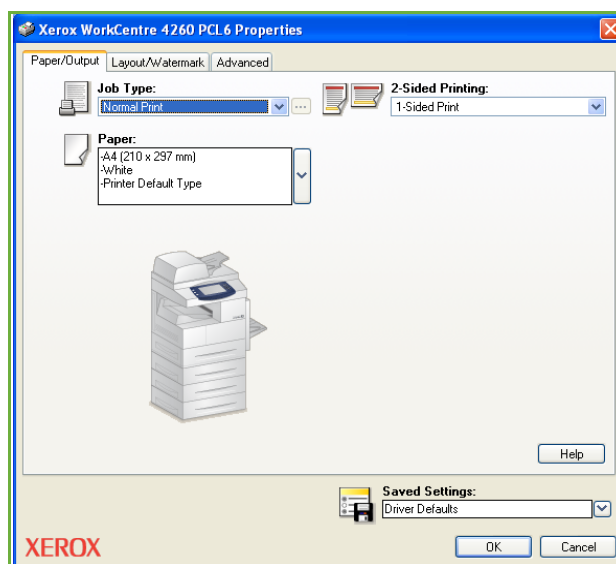 Xerox WorkCentre 4260 PCL6 Properties
Paper/Output Layout/Watermark Advanced
Job Type:
Normal Print
2-Sided Printing:
1-Sided Print
Paper:
-A4 (210 x 297 mm)
-White
-Printer Default Type
Help
Saved Settings:
Driver Defaults
XEROX
OK Cancel